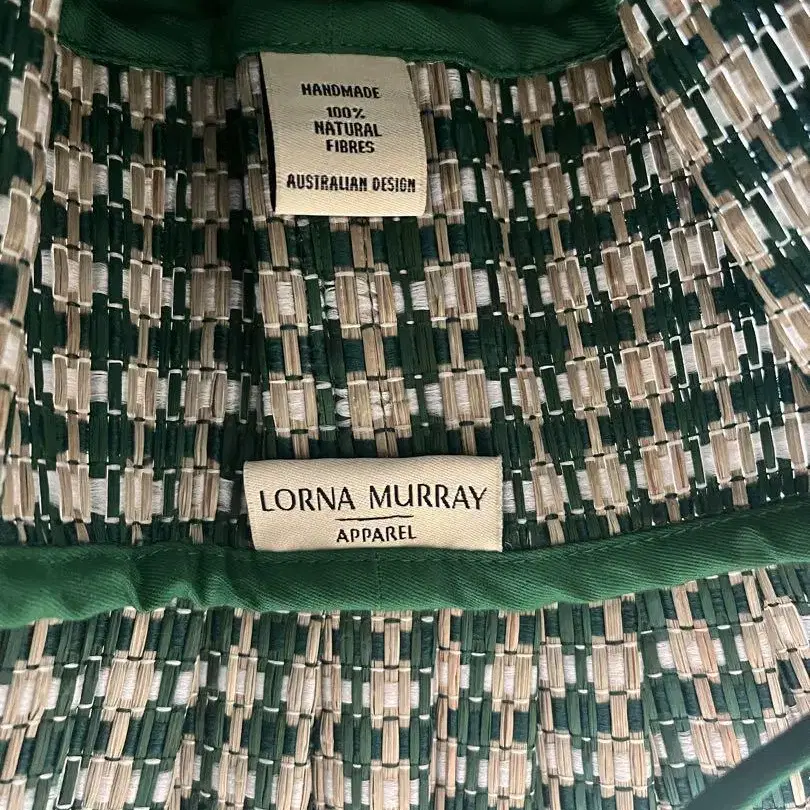 HANDMADE
100%
NATURAL
FIBRES
AUSTRALIAN DESIGN
LORNA MURRAY
APPAREL